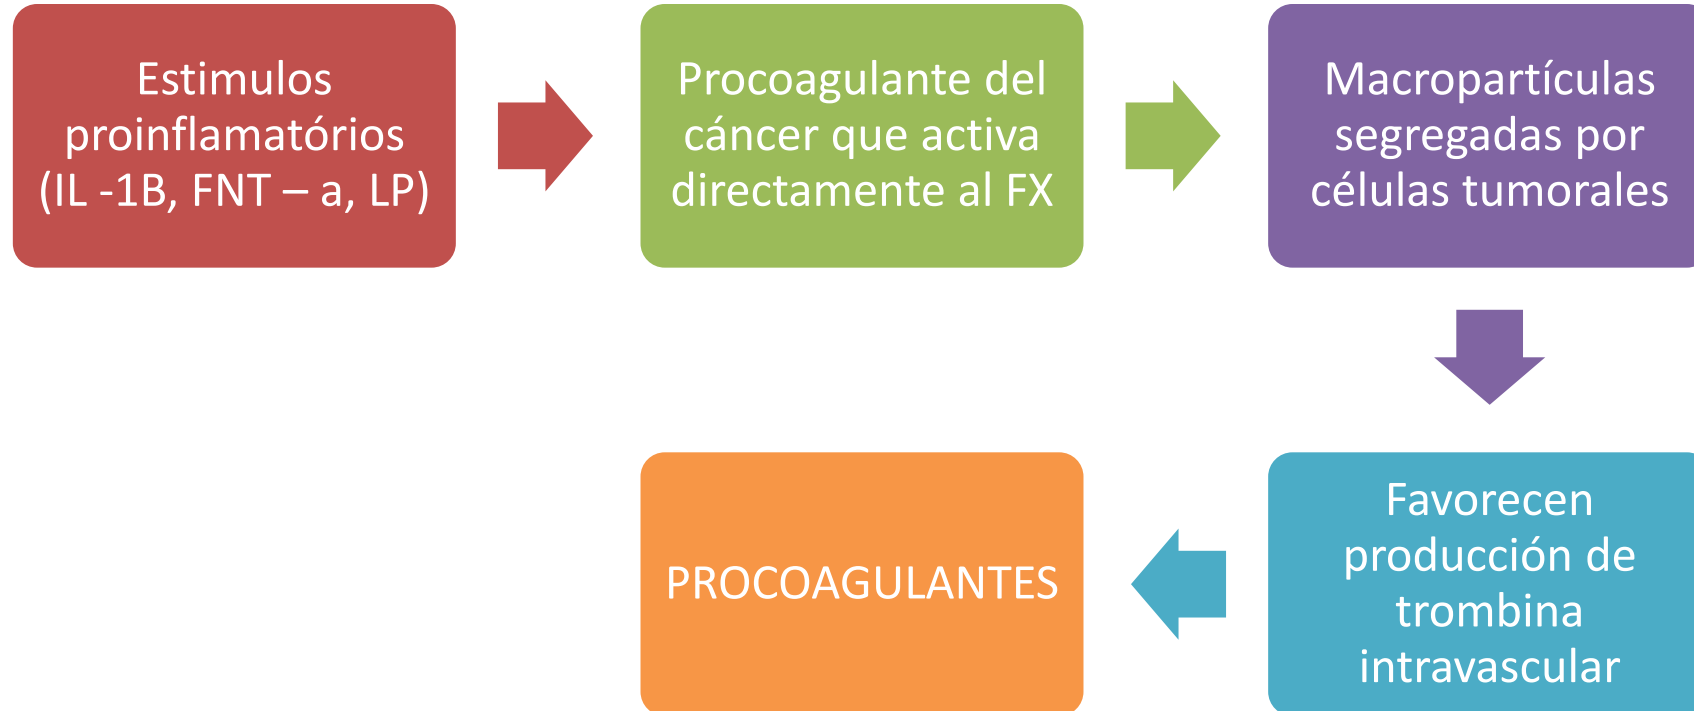 Estimulos
proinflamatórios
(IL -1B, FNT – a, LP)
Procoagulante del
cáncer que activa
directamente al FX
Macropartículas
segregadas por
células tumorales
Favorecen
producción de
trombina
intravascular
PROCOAGULANTES